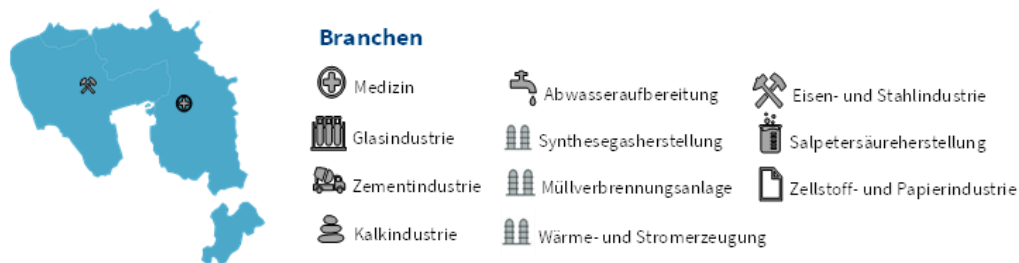 Branchen
Medizin
Glasindustrie
Zementindustrie
Kalkindustrie
Abwasseraufbereitung
Synthesegasherstellung
Müllverbrennungsanlage
Wärme- und Stromerzeugung
Eisen- und Stahlindustrie
Salpetersäureherstellung
Zellstoff- und Papierindustrie